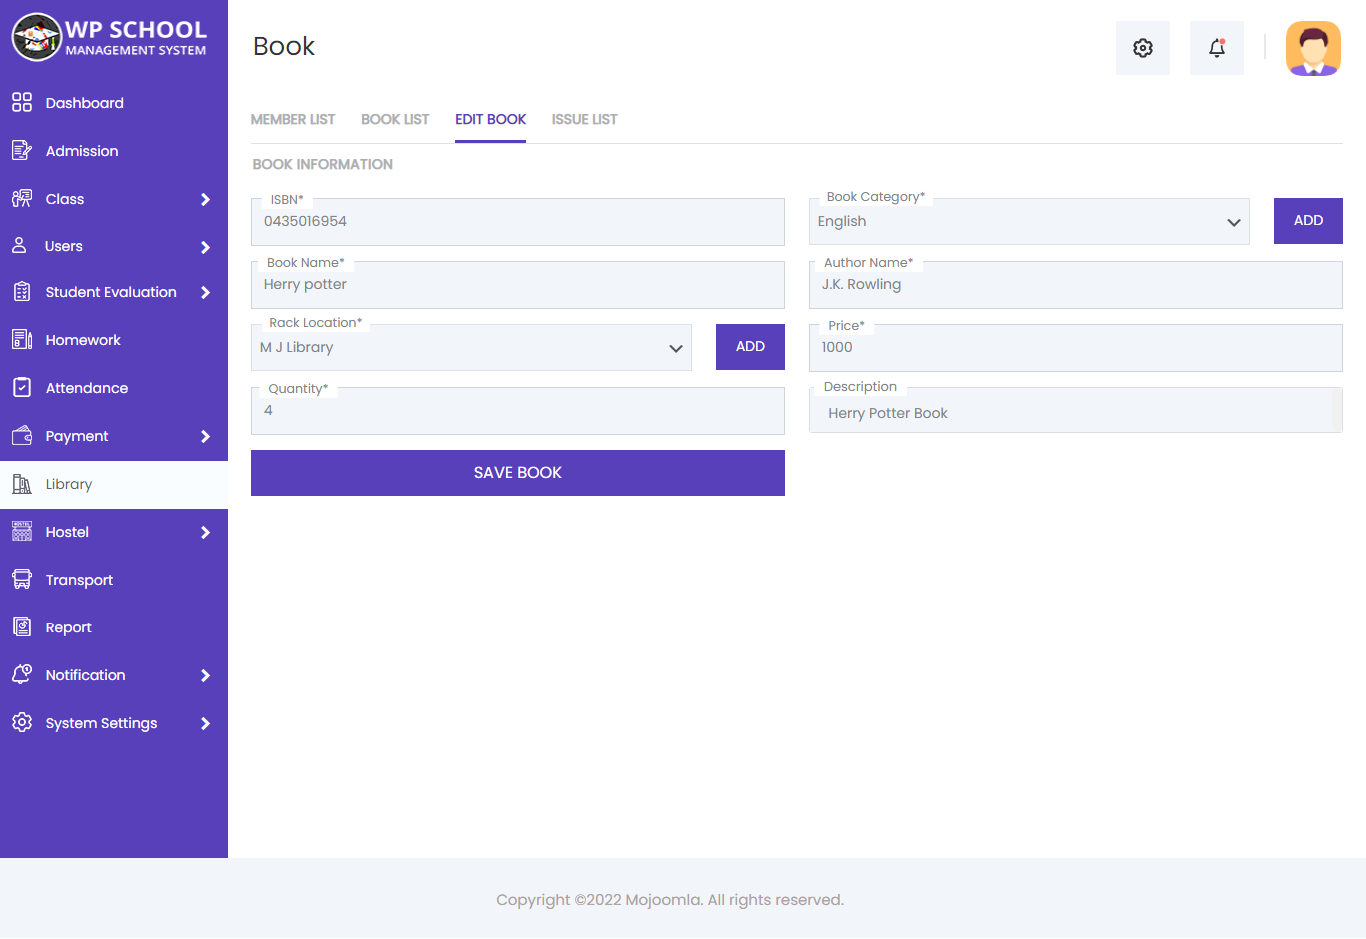 WP SCHOOL
MANAGEMENT SYSTEM
Dashboard
Admission
Class
Users
Student Evaluation
Homework
Attendance
Payment
Library
Hostel
Transport
Report
Notification
System Settings
Book
MEMBER LIST BOOK LIST EDIT BOOK ISSUE LIST
BOOK INFORMATION
ISBN*
0435016954
Book Category*
English
ADD
Book Name*
Herry potter
Author Name*
J.K. Rowling
Rack Location*
M J Library
ADD
Price*
1000
Quantity*
4
Description
Herry Potter Book
SAVE BOOK
Copyright ©2022 Mojoomla. All rights reserved.